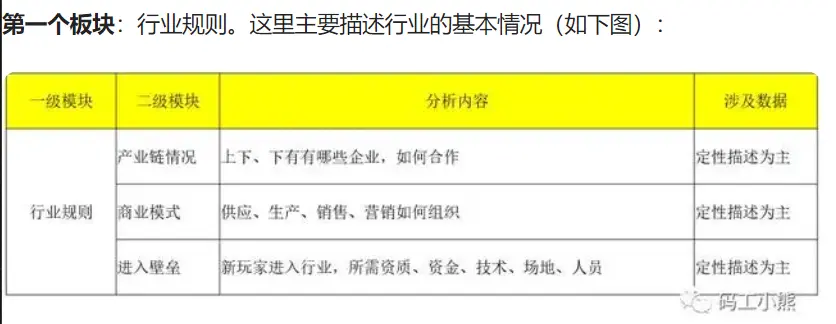 第一个板块：行业规则。这里主要描述行业的基本情况（如下图）：
一级模块 二级模块 分析内容 涉及数据
产业链情况 上下、下有有哪些企业，如何合作 定性描述为主
行业规则 商业模式 供应、生产、销售、营销如何组织 定性描述为主
进入壁垒 新玩家进入行业，所需资质、资金、技术、场地、人员 定性描述为主
码工小熊